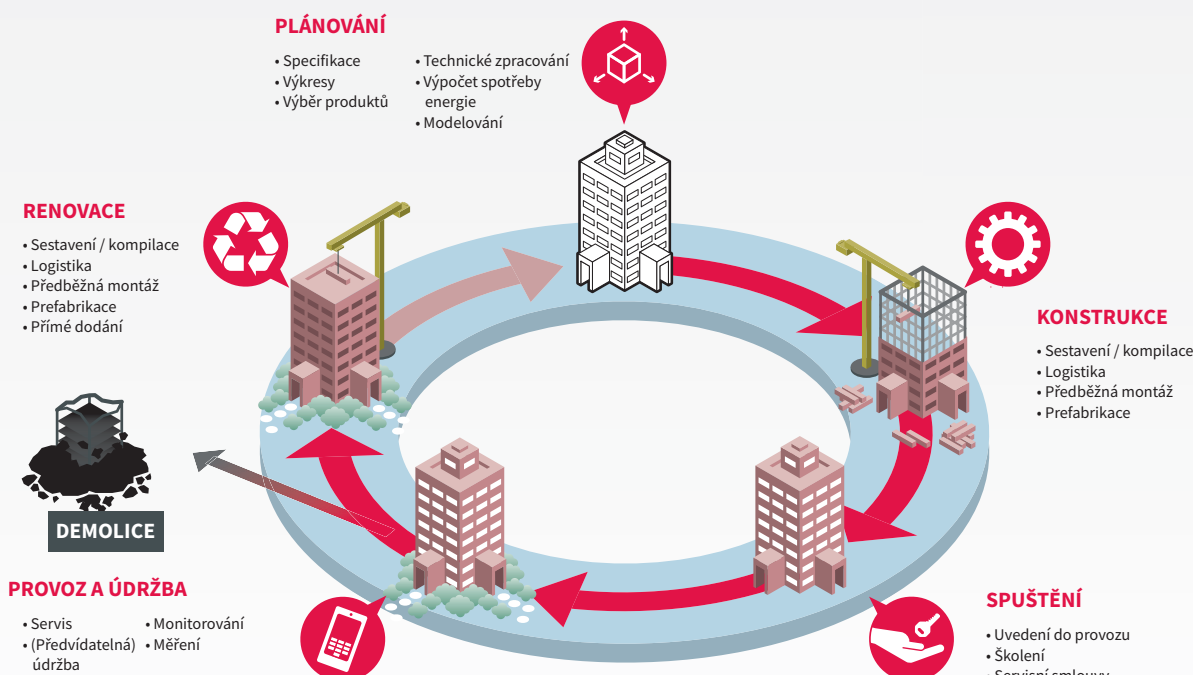 PLÁNOVÁNÍ
• Specifikace
• Výkresy
• Výběr produktů
• Technické zpracování
• Výpočet spotřeby
energie
• Modelování
RENOVACE
• Sestavení / kompilace
• Logistika
• Předběžná montáž
• Prefabrikace
• Přímé dodání
KONSTRUKCE
• Sestavení / kompilace
• Logistika
• Předběžná montáž
• Prefabrikace
DEMOLICE
PROVOZ A ÚDRŽBA
• Servis
• (Předvídatelná)
údržba
• Monitorování
• Měření
SPUŠTĚNÍ
• Uvedení do provozu
• Školení
• Servisní smlouvy